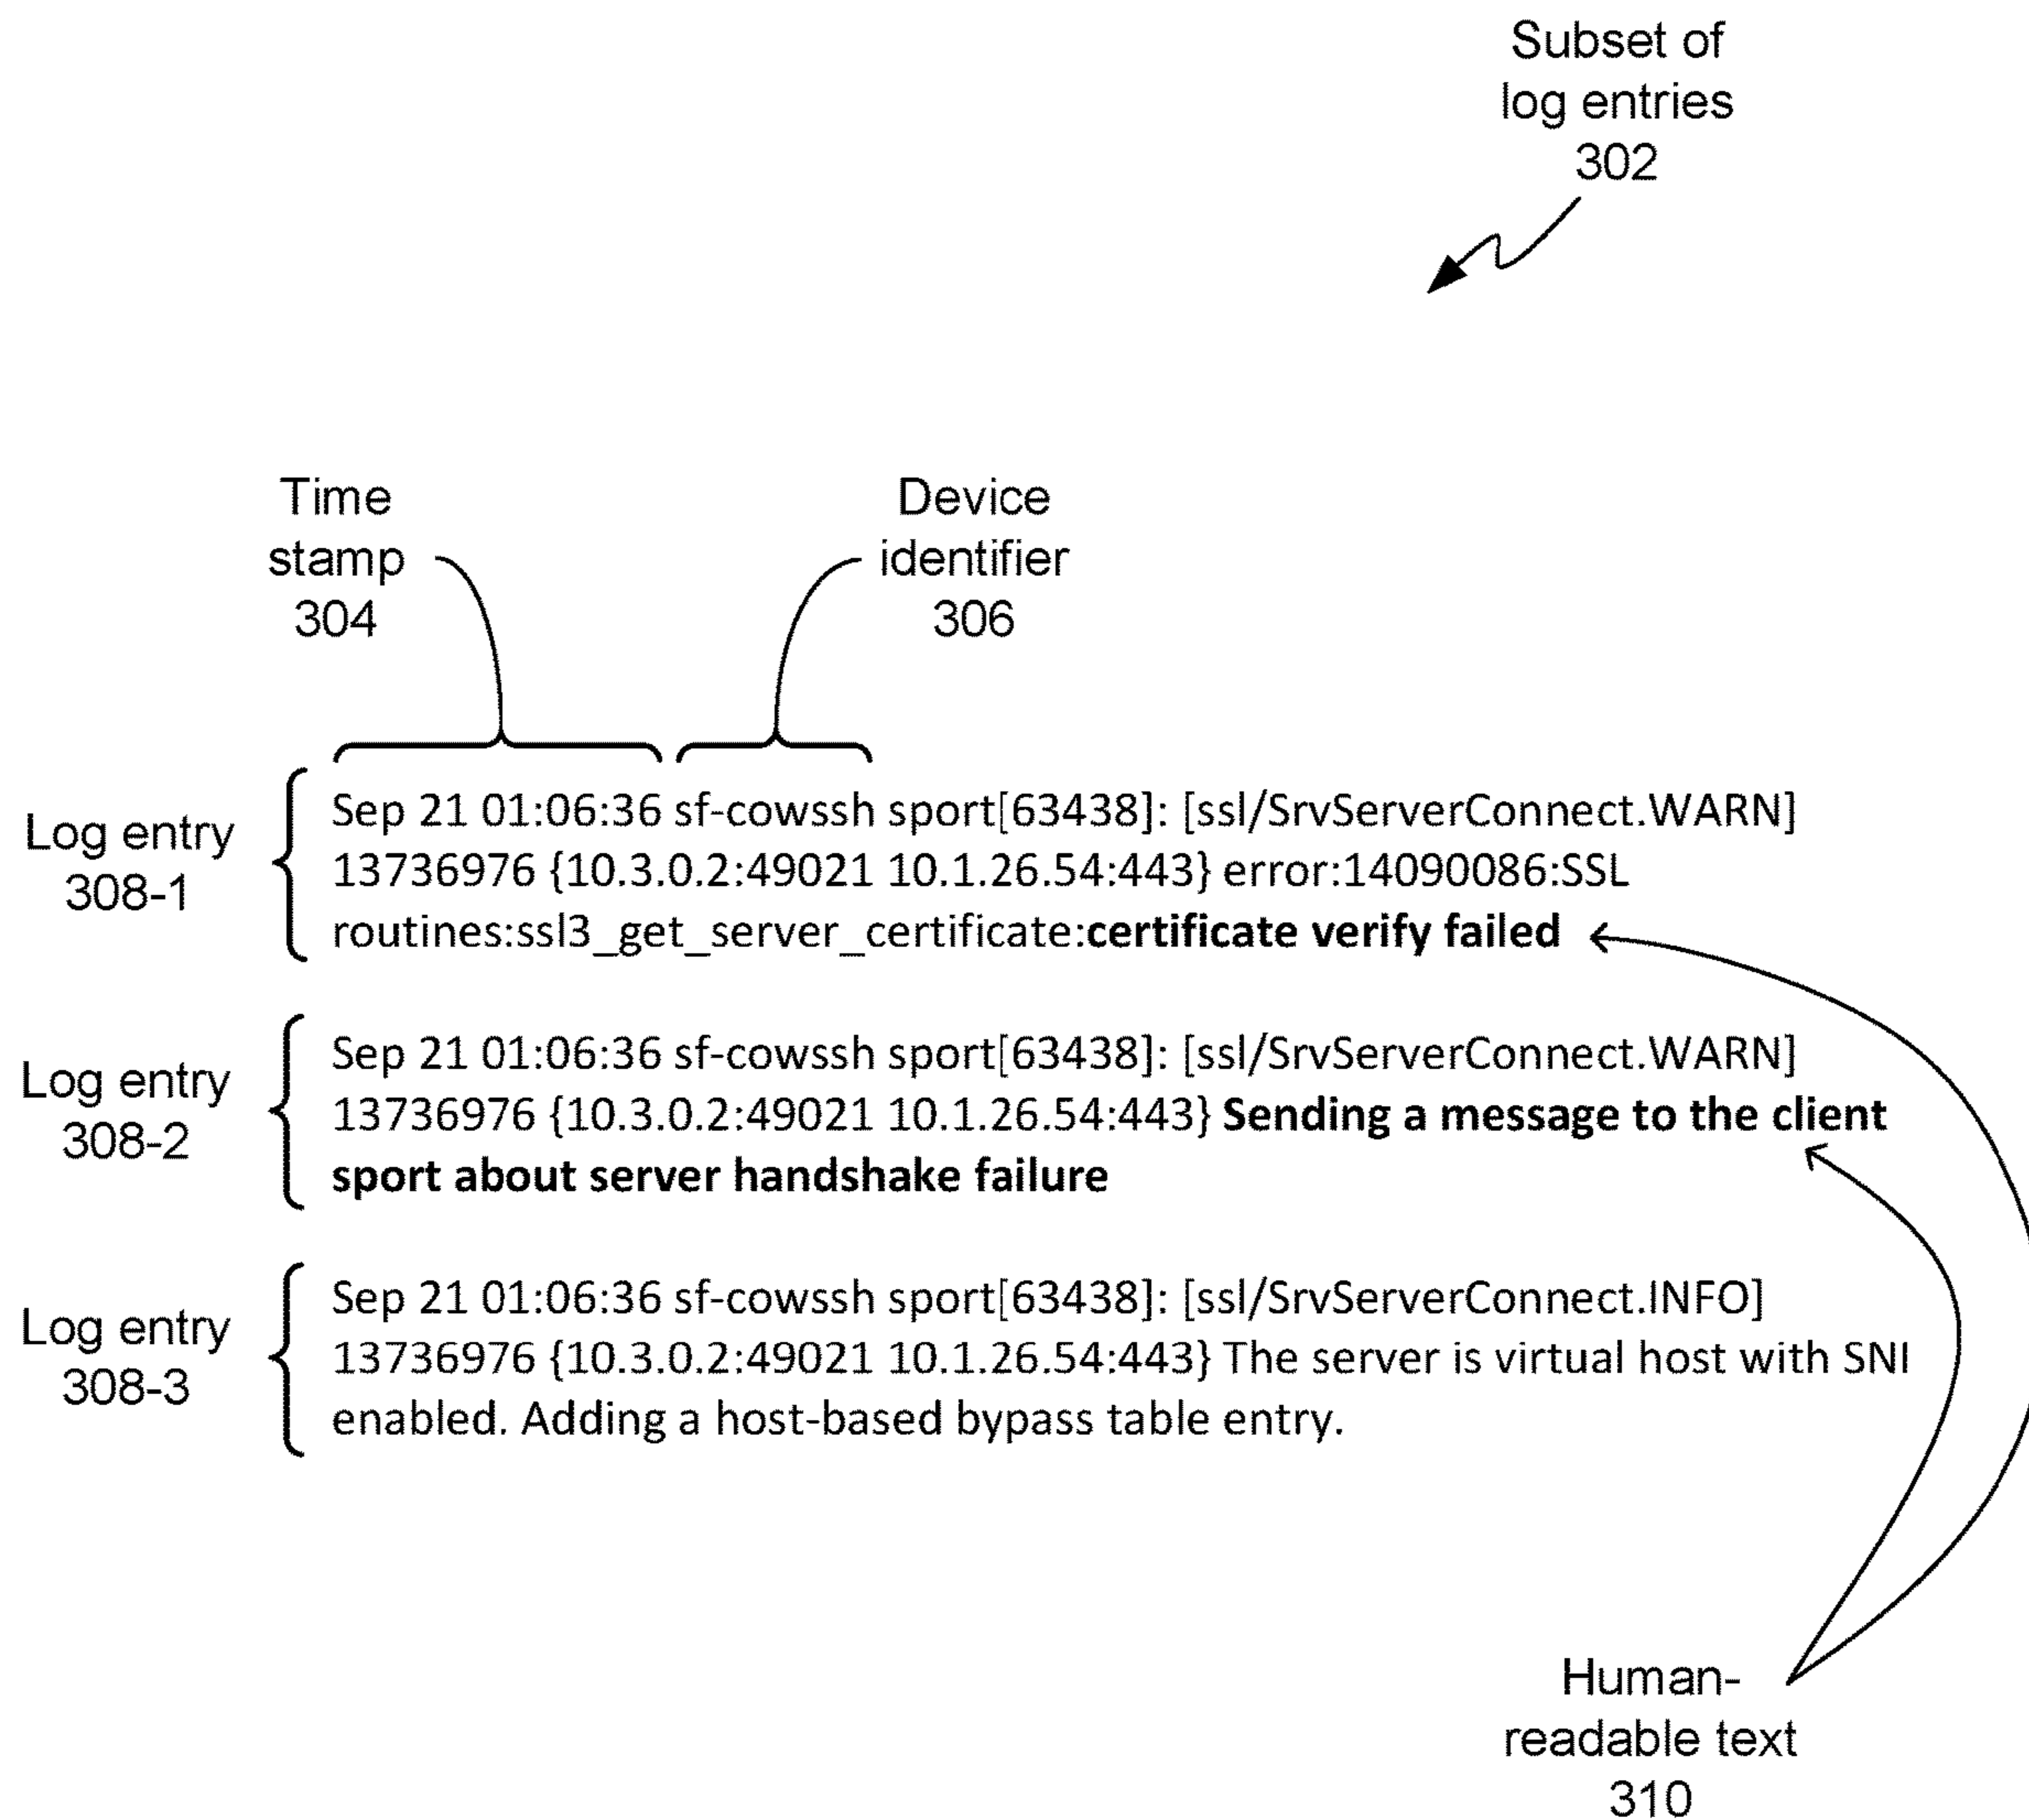 Subset of
log entries
302
Time
stamp
304
Device
identifier
306
Log entry
308-1
Sep 21 01:06:36 sf-cowssh sport[63438]: [ssl/SrvServerConnect.WARN]
13736976 {10.3.0.2:49021 10.1.26.54:443} error:14090086:SSL
routines:ssl3_get_server_certificate:certificate verify failed
Log entry
308-2
Sep 21 01:06:36 sf-cowssh sport[63438]: [ssl/SrvServerConnect.WARN]
13736976 {10.3.0.2:49021 10.1.26.54:443} Sending a message to the client
sport about server handshake failure
Log entry
308-3
Sep 21 01:06:36 sf-cowssh sport[63438]: [ssl/SrvServerConnect.INFO]
13736976 {10.3.0.2:49021 10.1.26.54:443} The server is virtual host with SNI
enabled. Adding a host-based bypass table entry.
Human-
readable text
310